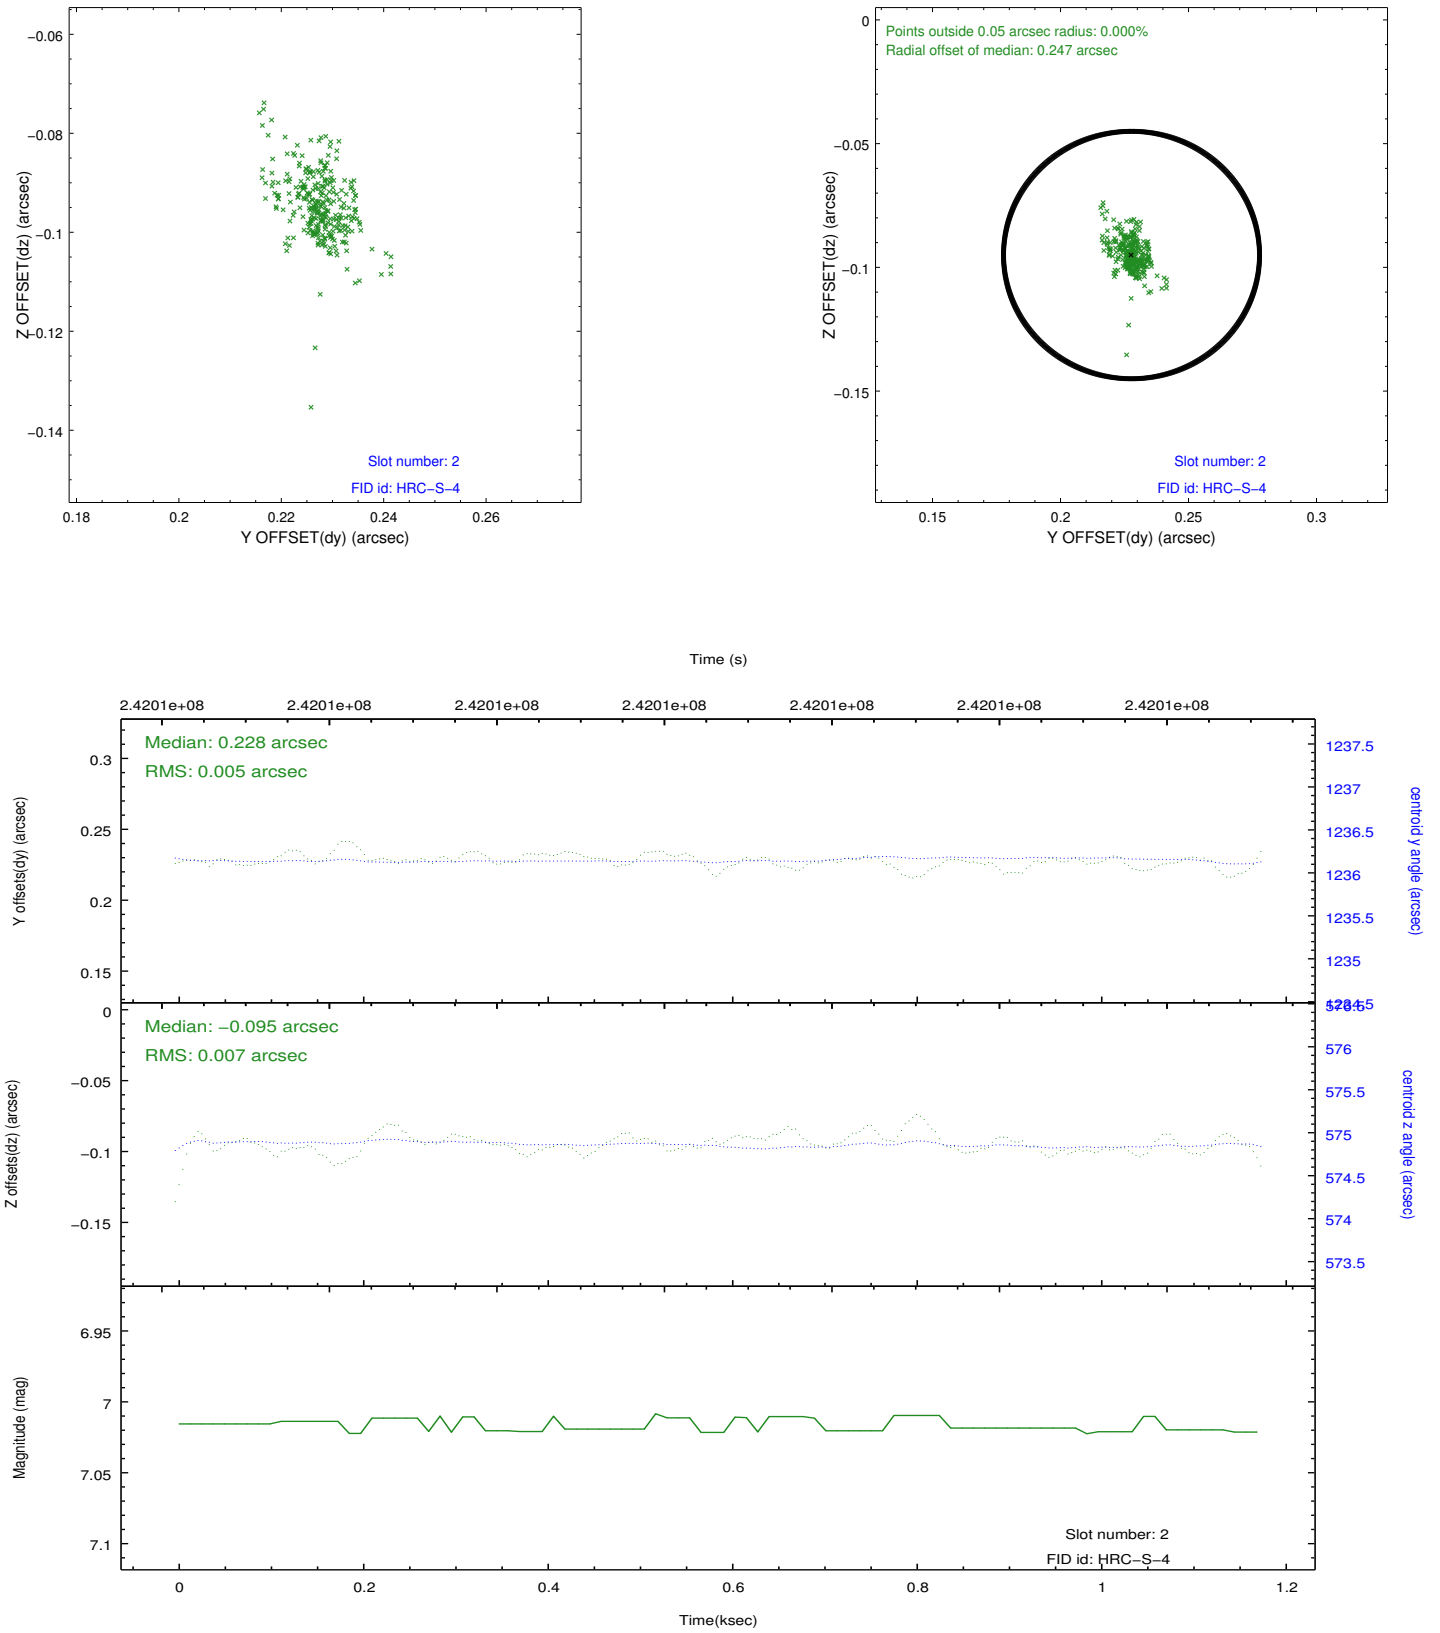 −0.06
−0.08
−0.1
−0.12
−0.14
Z OFFSET(dz) (arcsec)
Slot number: 2
FID id: HRC−S−4
0.18 0.2 0.22 0.24 0.26
Y OFFSET(dy) (arcsec)
Points outside 0.05 arcsec radius: 0.000%
Radial offset of median: 0.247 arcsec
0
−0.05
−0.1
−0.15
Z OFFSET(dz) (arcsec)
Slot number: 2
FID id: HRC−S−4
0.15 0.2 0.25 0.3
Y OFFSET(dy) (arcsec)
Time (s)
2.4201e+08 2.4201e+08 2.4201e+08 2.4201e+08 2.4201e+08 2.4201e+08 2.4201e+08
Median: 0.228 arcsec
RMS: 0.005 arcsec
0.3
0.25
0.2
0.15
Y offsets(dy) (arcsec)
1237.5
1237
1236.5
1236
1235.5
1235
1234.5
centroid y angle (arcsec)
Median: −0.095 arcsec
RMS: 0.007 arcsec
0
−0.05
−0.1
−0.15
Z offsets(dz) (arcsec)
576.5
576
575.5
575
574.5
574
573.5
centroid z angle (arcsec)
6.95
7
7.05
7.1
Magnitude (mag)
Slot number: 2
FID id: HRC−S−4
0 0.2 0.4 0.6 0.8 1 1.2
Time(ksec)